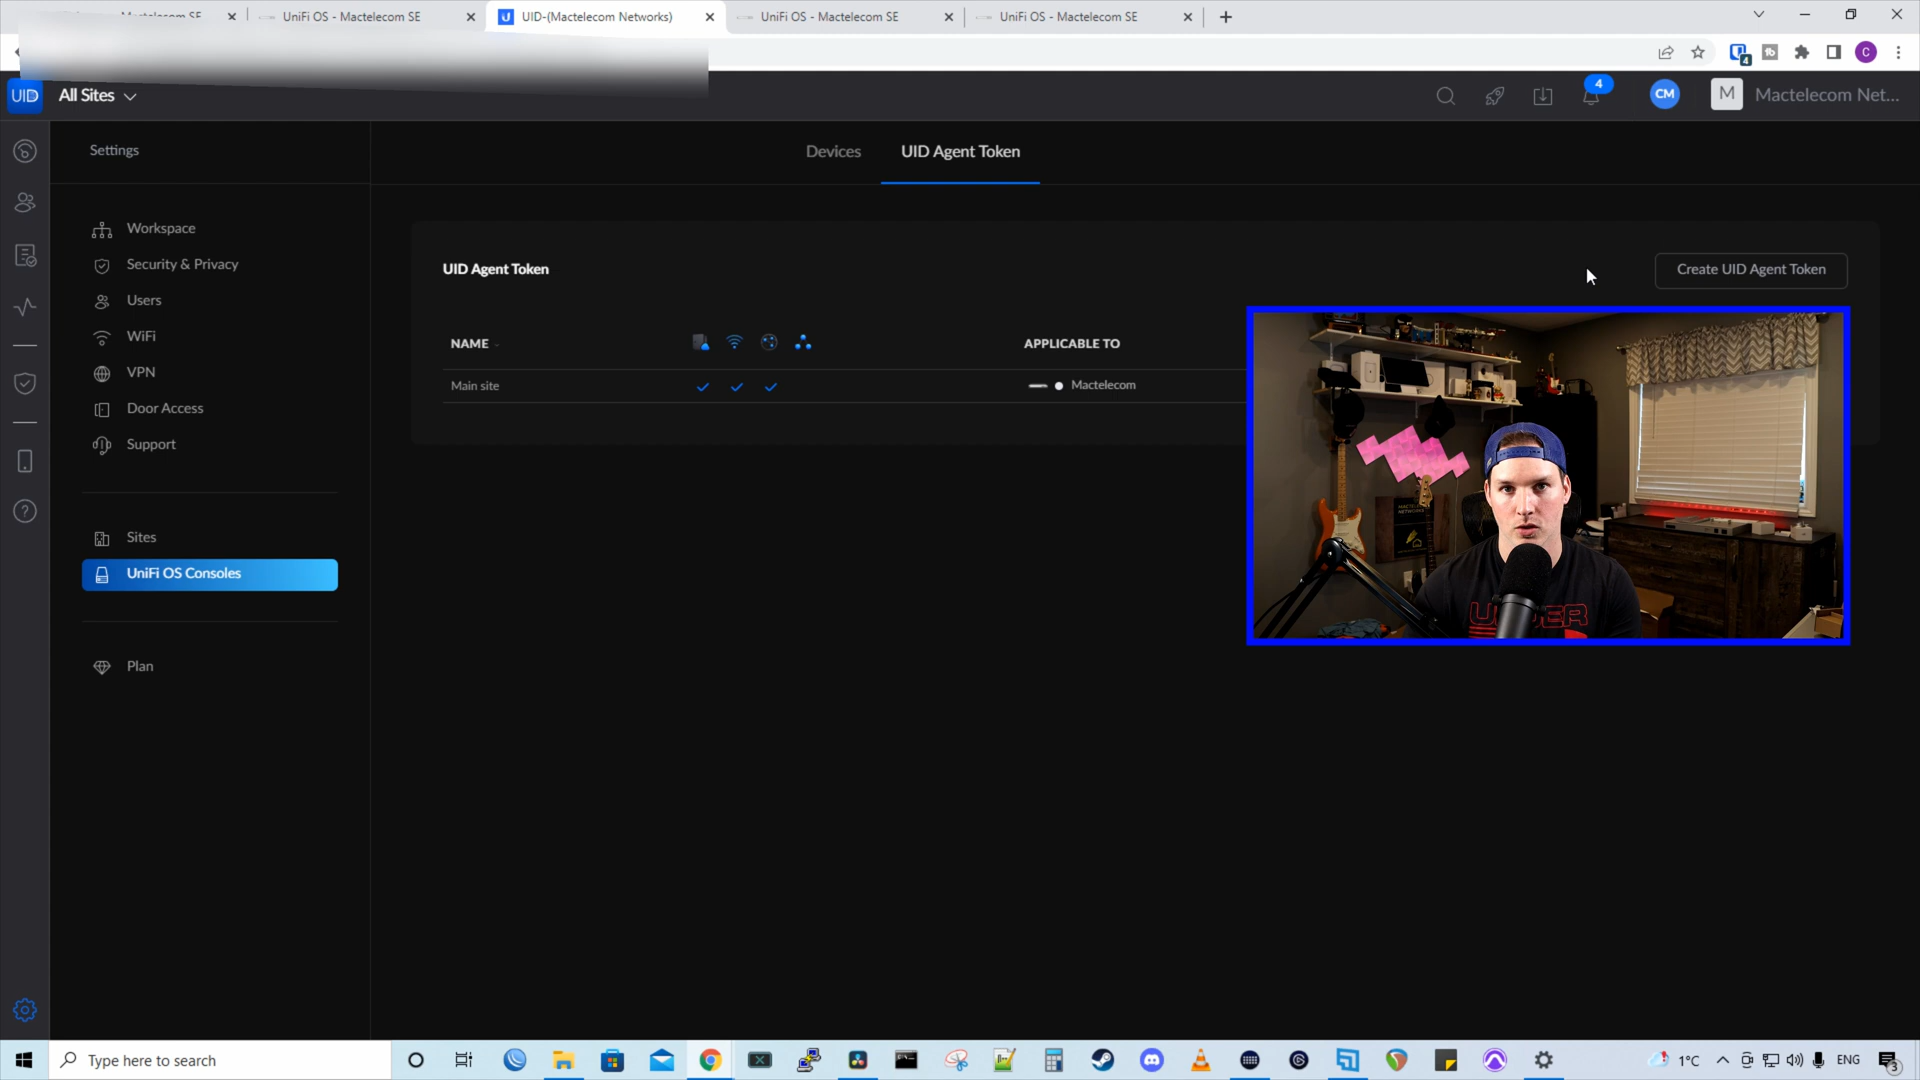 UniFi OS - Mactelecom SE
UID-(Mactelecom Networks)
UniFi OS - Mactelecom SE
UniFi OS - Mactelecom SE
4
C
UID
All Sites
4
CM
M
Mactelecom Net...
Settings
Devices
UID Agent Token
Workspace
Security & Privacy
Users
WiFi
VPN
Door Access
Support
Sites
UniFi OS Consoles
Plan
UID Agent Token
Create UID Agent Token
NAME
APPLICABLE TO
Main site
Mactelecom
UNDER
Type here to search
1°C
ENG
3